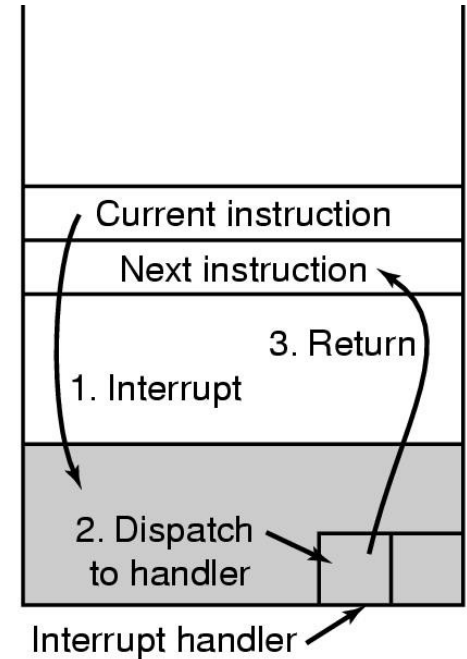 Current instruction
Next instruction
3. Return
1. Interrupt
2. Dispatch
to handler
Interrupt handler